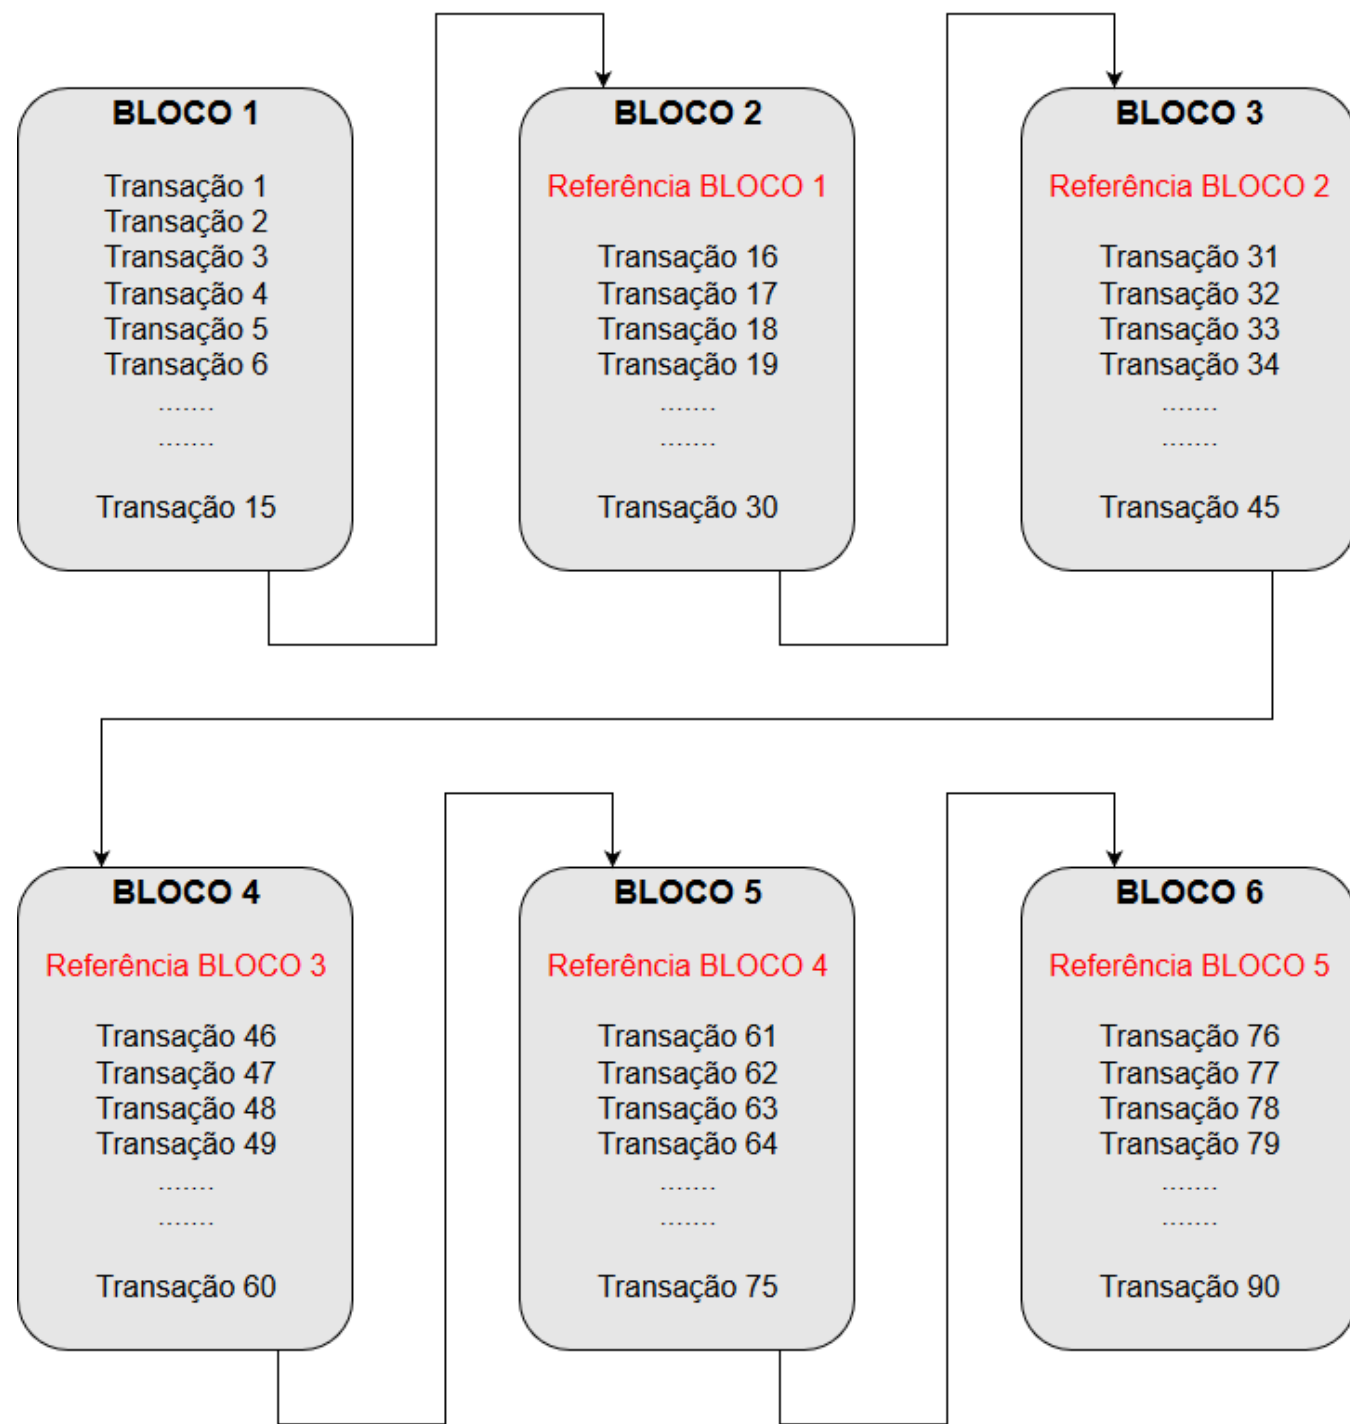 BLOCO 1
Transação 1
Transação 2
Transação 3
Transação 4
Transação 5
Transação 6
.......
.......
Transação 15
BLOCO 2
Referência BLOCO 1
Transação 16
Transação 17
Transação 18
Transação 19
.......
.......
Transação 30
BLOCO 3
Referência BLOCO 2
Transação 31
Transação 32
Transação 33
Transação 34
.......
.......
Transação 45
BLOCO 4
Referência BLOCO 3
Transação 46
Transação 47
Transação 48
Transação 49
.......
.......
Transação 60
BLOCO 5
Referência BLOCO 4
Transação 61
Transação 62
Transação 63
Transação 64
.......
.......
Transação 75
BLOCO 6
Referência BLOCO 5
Transação 76
Transação 77
Transação 78
Transação 79
.......
.......
Transação 90